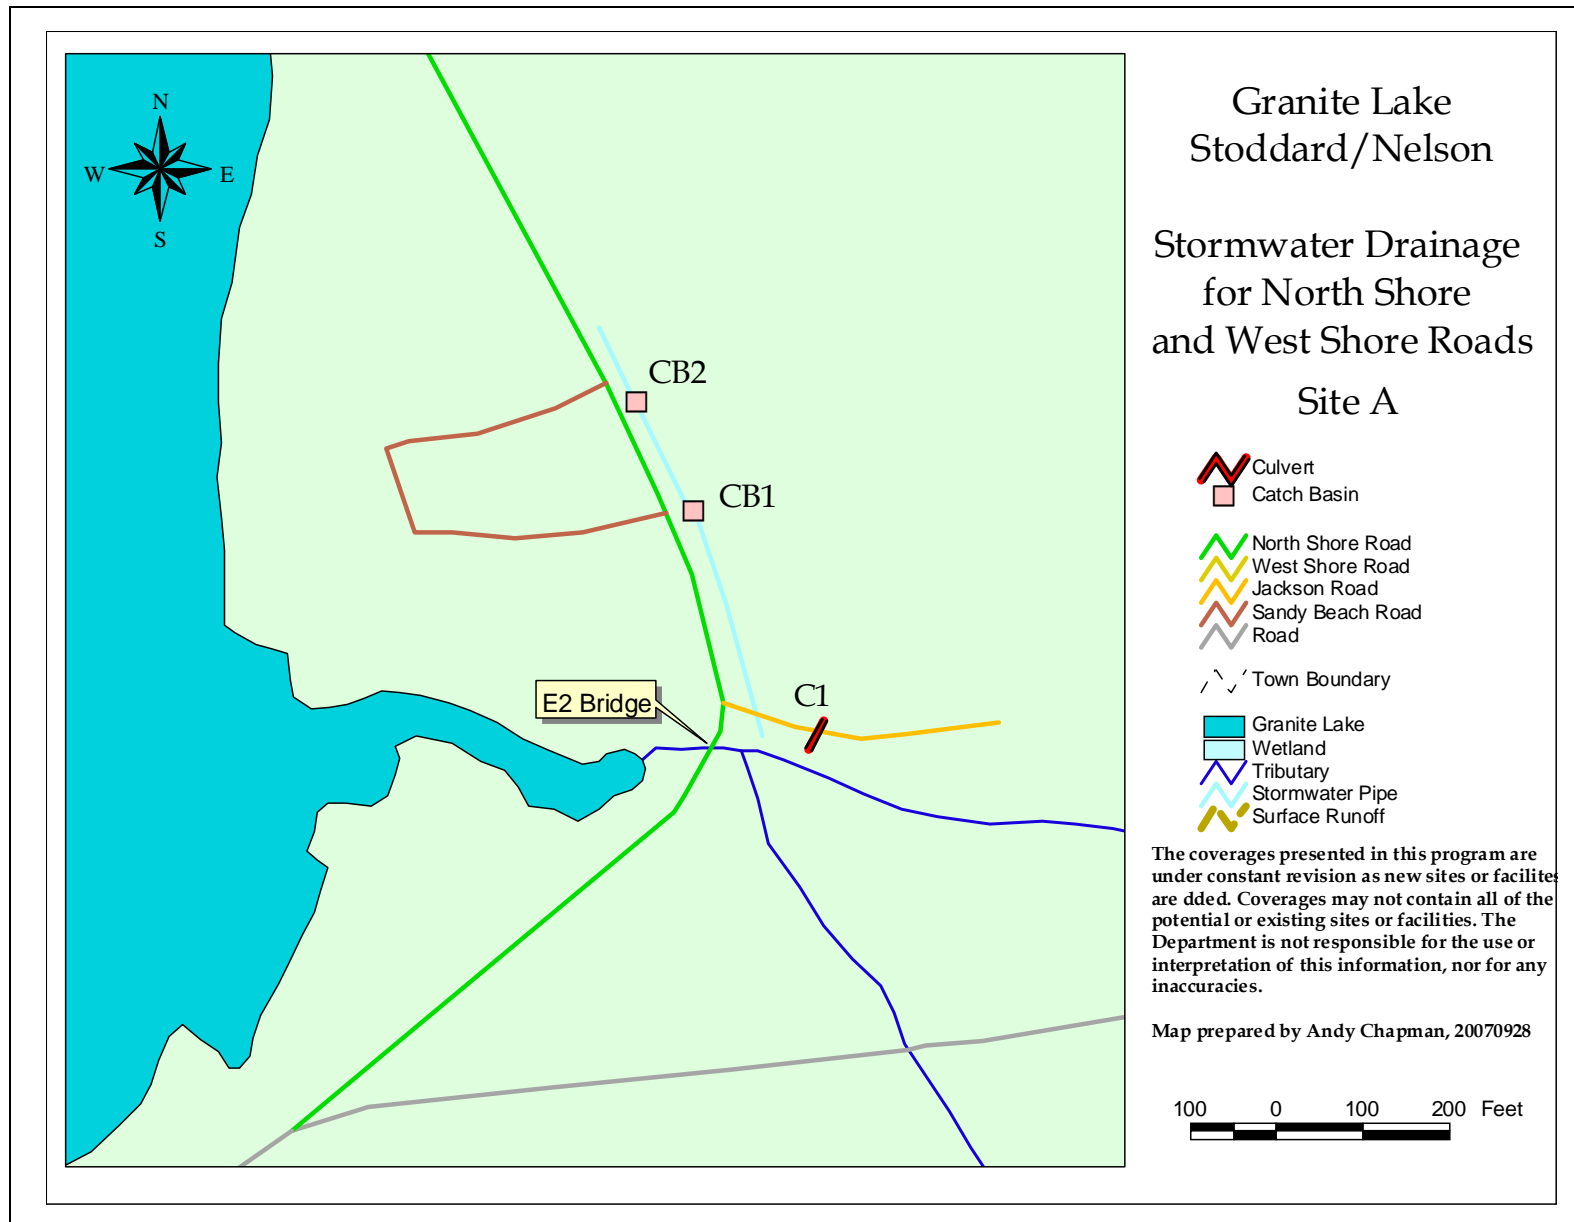 N
W
E
S
CB2
CB1
E2 Bridge
C1
Granite Lake
Stoddard/Nelson
Stormwater Drainage
for North Shore
and West Shore Roads
Site A
Culvert
Catch Basin
North Shore Road
West Shore Road
Jackson Road
Sandy Beach Road
Road
Town Boundary
Granite Lake
Wetland
Tributary
Stormwater Pipe
Surface Runoff
The coverages presented in this program are
under constant revision as new sites or facilites
are dded. Coverages may not contain all of the
potential or existing sites or facilities. The
Department is not responsible for the use or
interpretation of this information, nor for any
inaccuracies.
Map prepared by Andy Chapman, 20070928
100 0 100 200 Feet